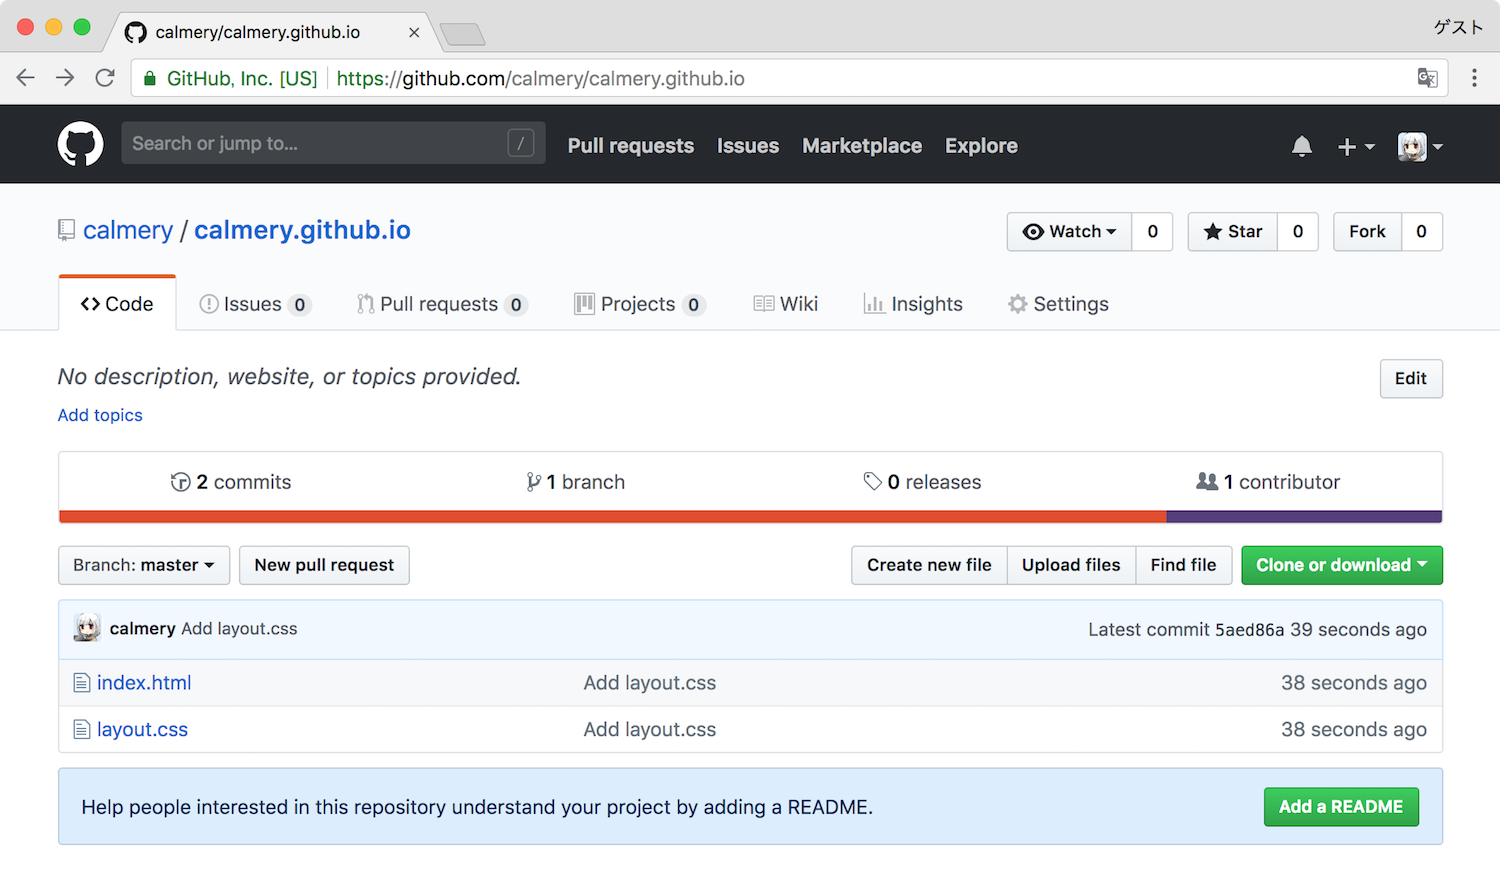 calmery/calmery.github.io
ゲスト
GitHub, Inc. [US] https://github.com/calmery/calmery.github.io
Search or jump to... / Pull requests Issues Marketplace Explore
calmery / calmery.github.io Watch 0 Star 0 Fork 0
Code Issues 0 Pull requests 0 Projects 0 Wiki Insights Settings
No description, website, or topics provided. Edit
Add topics
2 commits 1 branch 0 releases 1 contributor
Branch: master New pull request Create new file Upload files Find file Clone or download
calmery Add layout.css Latest commit 5aed86a 39 seconds ago
index.html Add layout.css 38 seconds ago
layout.css Add layout.css 38 seconds ago
Help people interested in this repository understand your project by adding a README. Add a README